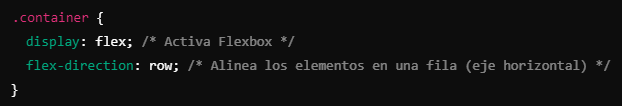 .container {
  display: flex; /* Activa Flexbox */
  flex-direction: row; /* Alinea los elementos en una fila (eje horizontal) */
}